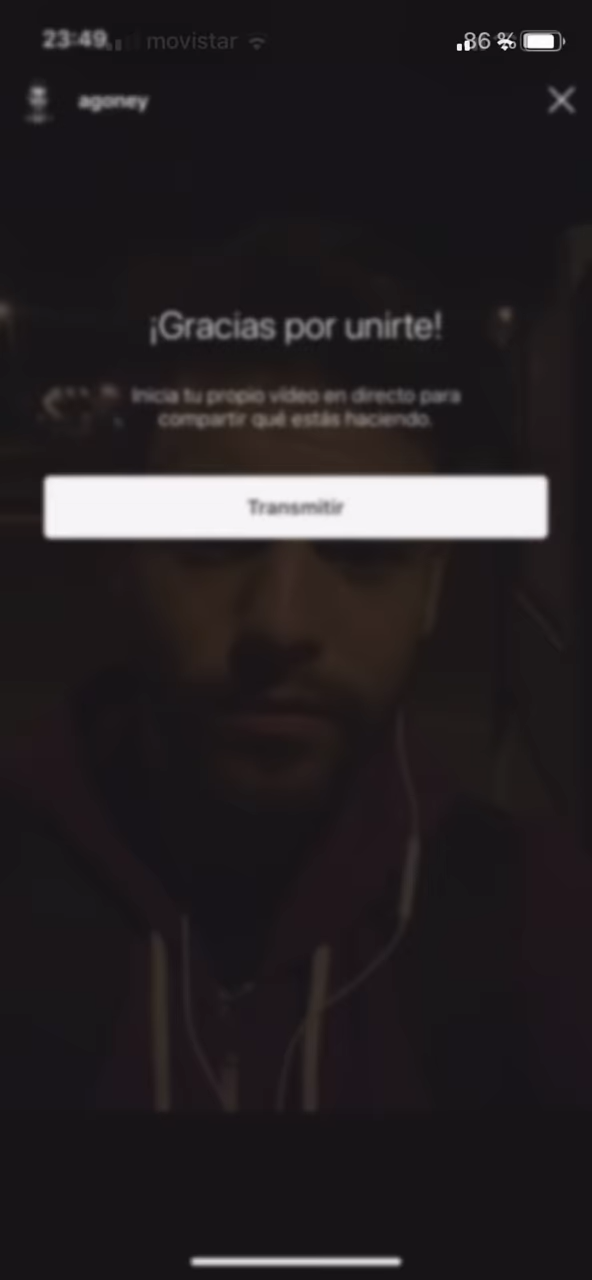 23:49 movistar 86 %
agoney
¡Gracias por unirte!
Inicia tu propio vídeo en directo para
compartir qué estás haciendo.
Transmitir